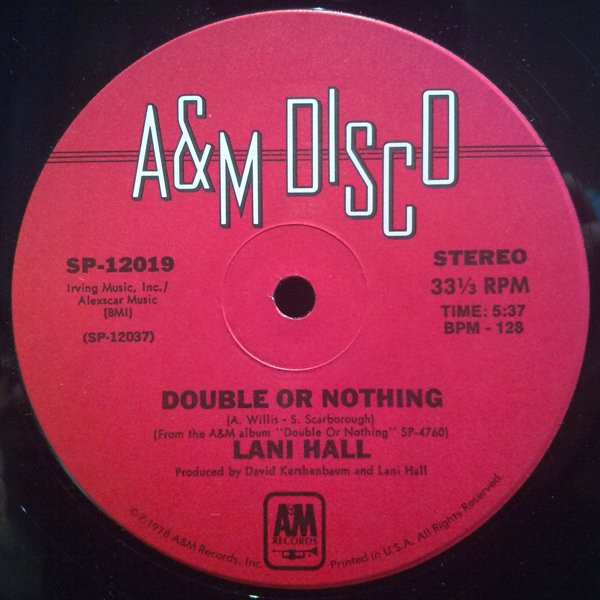 A&M DISCO
SP-12019
Irving Music, Inc./
Alexscar Music
(BMI)
(SP-12037)
STEREO
33⅓ RPM
TIME: 5:37
BPM - 128
DOUBLE OR NOTHING
(A. Willis - S. Scarborough)
(From the A&M album "Double Or Nothing" SP-4760)
LANI HALL
Produced by David Kershenbaum and Lani Hall
A&M
RECORDS
©℗1978 A&M Records, Inc.
Printed in U.S.A. All Rights Reserved.